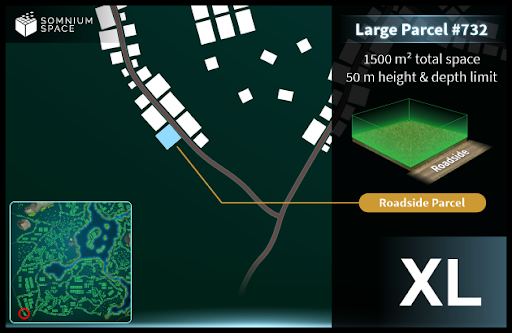 SOMNIUM
SPACE
Large Parcel #732
1500 m² total space
50 m height & depth limit
Roadside
Roadside Parcel
XL